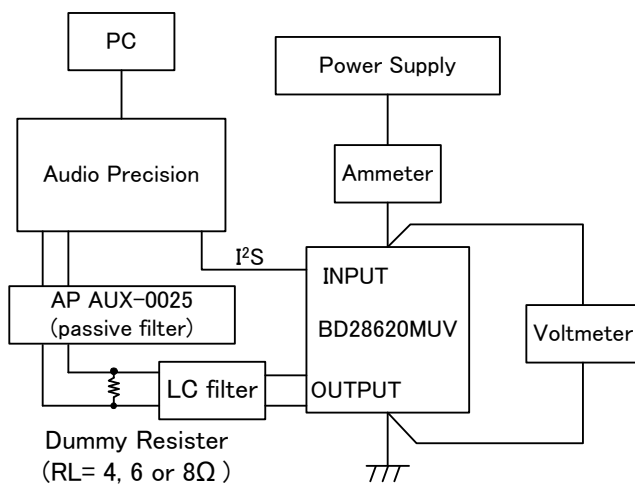 PC
Power Supply
Audio Precision
Ammeter
I²S
INPUT
AP AUX-0025
(passive filter)
BD28620MUV
Voltmeter
LC filter
OUTPUT
Dummy Resister
(RL= 4, 6 or 8Ω )